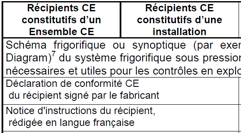 Récipients CE
constitutifs d'un
Ensemble CE
Récipients CE
constitutifs d'une
installation
Schéma frigorifique ou synoptique (par exer
Diagram)7 du système frigorifique sous pression
nécessaires et utiles pour les contrôles en explo
Déclaration de conformité CE
du récipient signé par le fabricant
Notice d'instructions du récipient,
rédigée en langue française